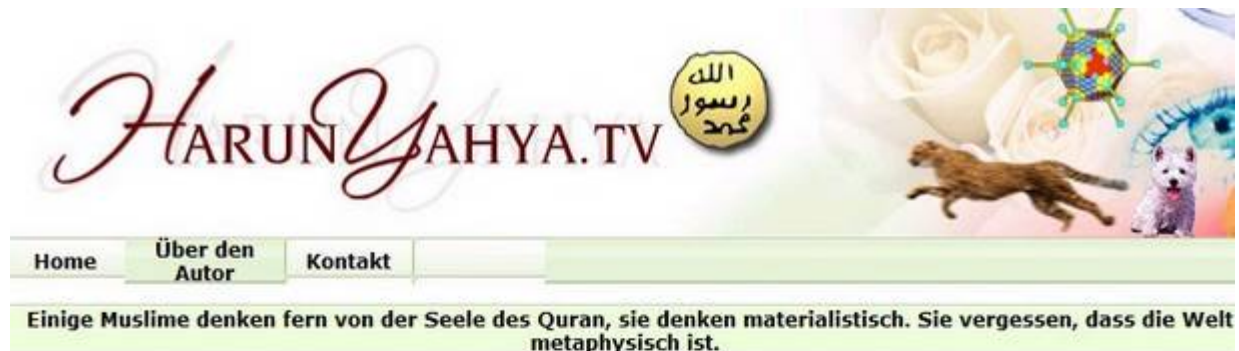 HARUNYAHYA.TV
الله
رسول
محمد
Home
Über den
Autor
Kontakt
Einige Muslime denken fern von der Seele des Quran, sie denken materialistisch. Sie vergessen, dass die Welt
metaphysisch ist.